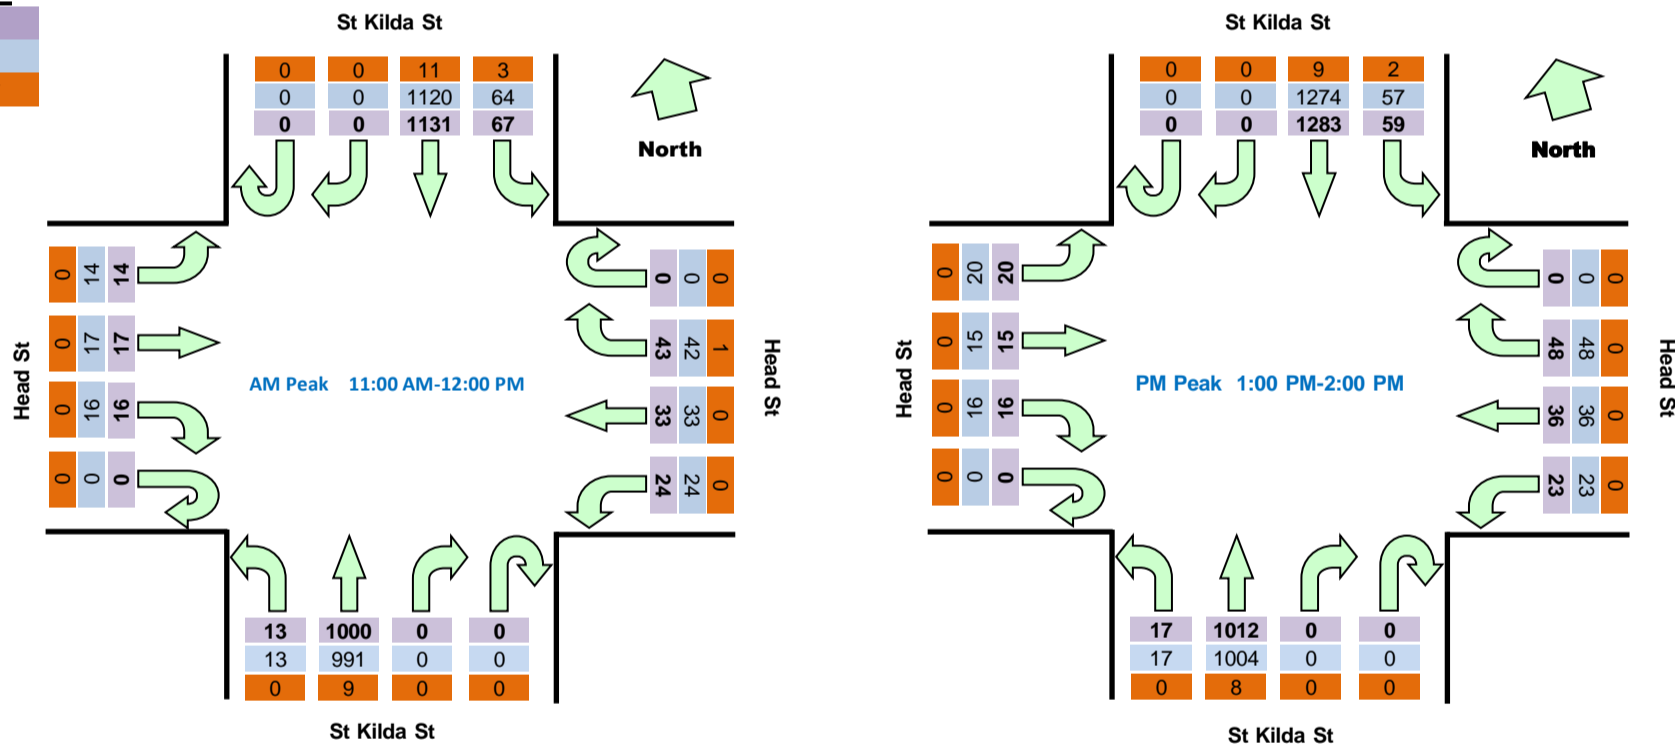 St Kilda St
0 0 11 3
0 0 1120 64
0 0 1131 67
North
0 14 14
0 17 17
0 16 16
0 0 0
Head St
AM Peak 11:00 AM-12:00 PM
0 0 0
43 42 1
33 33 0
24 24 0
Head St
13 1000 0 0
13 991 0 0
0 9 0 0
St Kilda St
St Kilda St
0 0 9 2
0 0 1274 57
0 0 1283 59
North
0 20 20
0 15 15
0 16 16
0 0 0
Head St
PM Peak 1:00 PM-2:00 PM
0 0 0
48 48 0
36 36 0
23 23 0
Head St
17 1012 0 0
17 1004 0 0
0 8 0 0
St Kilda St